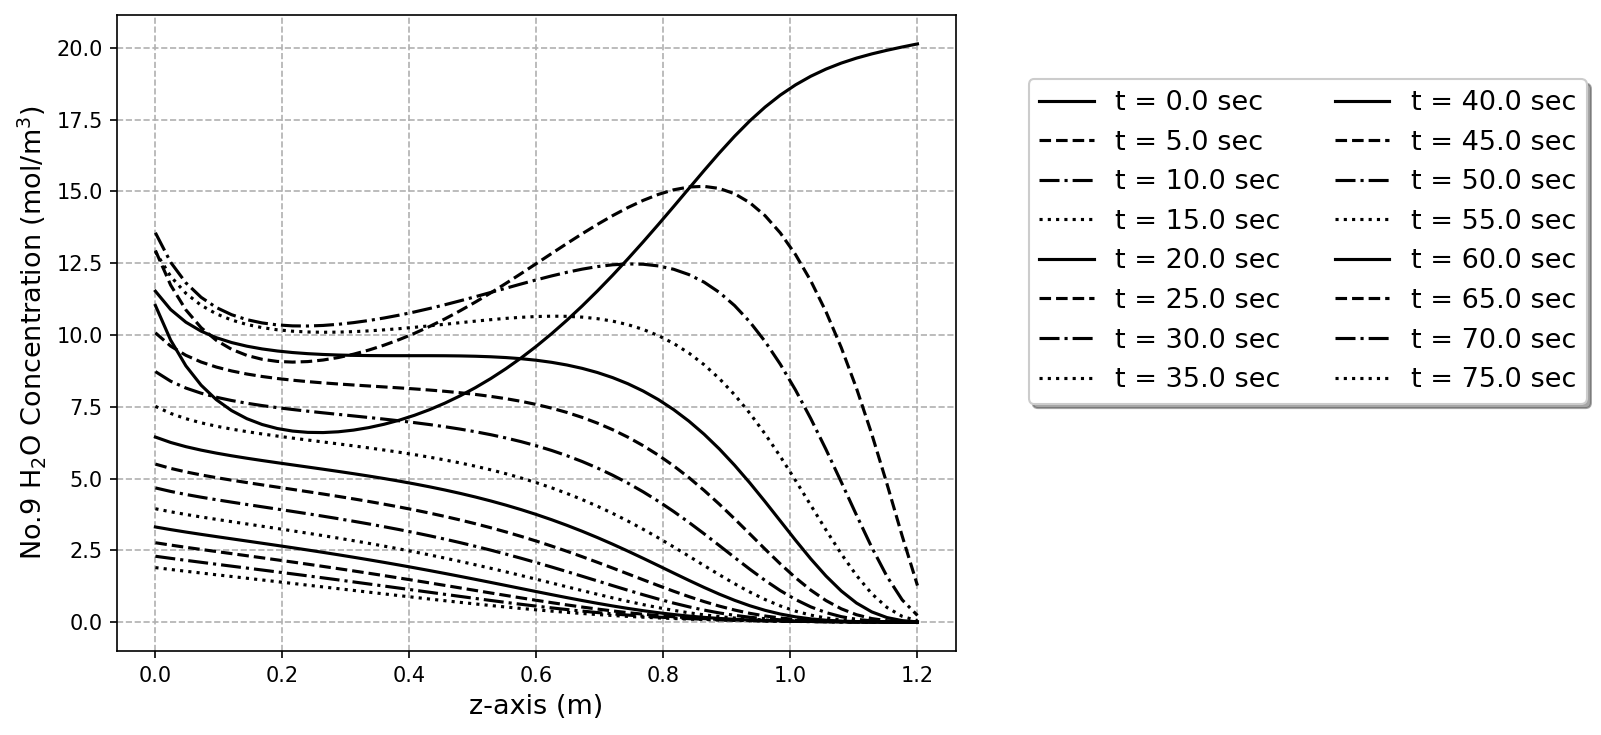 20.0
17.5
15.0
12.5
10.0
7.5
5.0
2.5
0.0
No.9 H₂O Concentration (mol/m³)
0.0 0.2 0.4 0.6 0.8 1.0 1.2
z-axis (m)
t = 0.0 sec
t = 5.0 sec
t = 10.0 sec
t = 15.0 sec
t = 20.0 sec
t = 25.0 sec
t = 30.0 sec
t = 35.0 sec
t = 40.0 sec
t = 45.0 sec
t = 50.0 sec
t = 55.0 sec
t = 60.0 sec
t = 65.0 sec
t = 70.0 sec
t = 75.0 sec